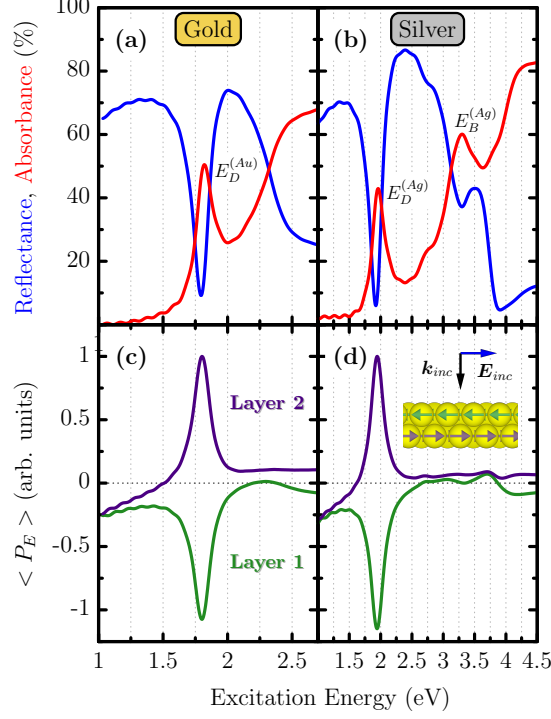 Gold
Silver
(a)
(b)
100
80
60
40
20
Reflectance, Absorbance (%)
E_D^(Au)
E_D^(Ag)
E_B^(Ag)
(c)
(d)
k_inc
E_inc
Layer 2
Layer 1
1
0.5
0
-0.5
-1
< P_E > (arb. units)
1 1.5 2 2.5
1.5 2 2.5 3 3.5 4 4.5
Excitation Energy (eV)